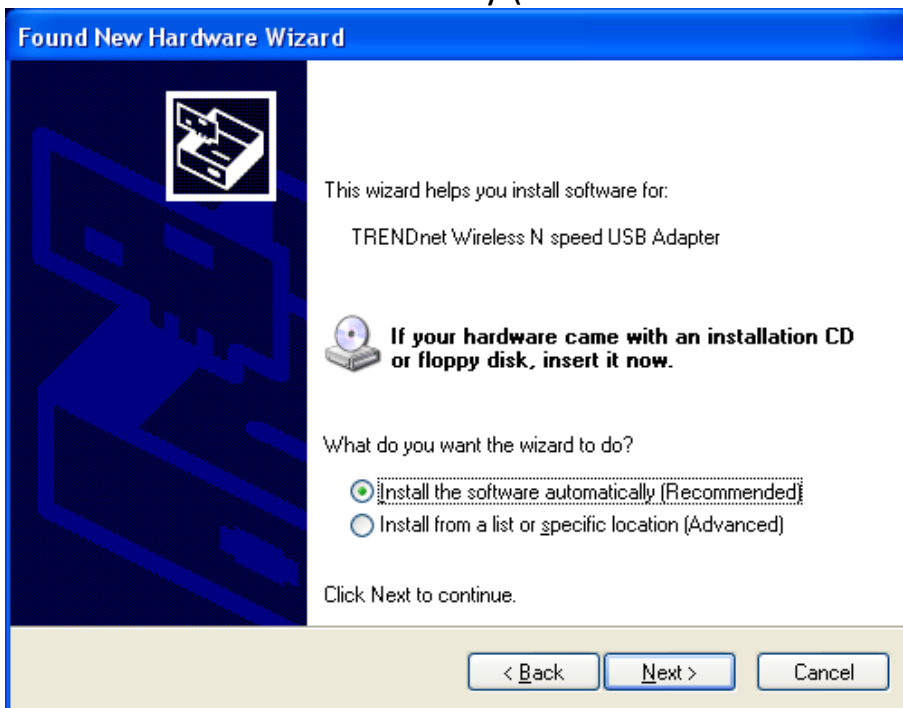 Found New Hardware Wizard
This wizard helps you install software for:
TRENDnet Wireless N speed USB Adapter
If your hardware came with an installation CD
or floppy disk, insert it now.
What do you want the wizard to do?
Install the software automatically (Recommended)
Install from a list or specific location (Advanced)
Click Next to continue.
< Back
Next >
Cancel